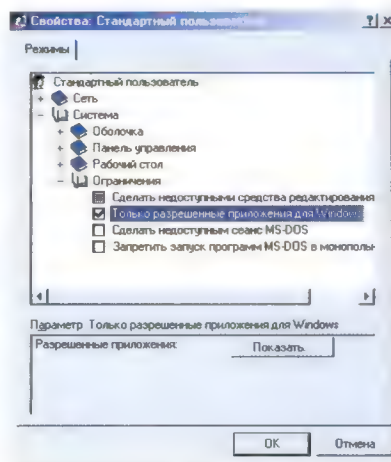 Свойства: Стандартный пользователь
Режимы
Стандартный пользователь
Сеть
Система
Оболочка
Панель управления
Рабочий стол
Ограничения
Сделать недоступными средства редактирования
Только разрешенные приложения для Windows
Сделать недоступным сеанс MS-DOS
Запретить запуск программ MS-DOS в монополь
Параметр Только разрешенные приложения для Windows
Разрешенные приложения:
Показать...
OK
Отмена